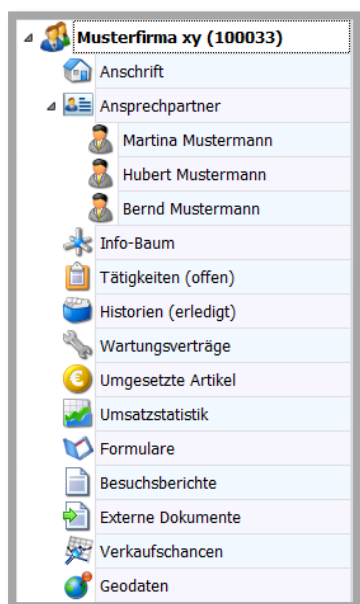 Musterfirma xy (100033)
Anschrift
Ansprechpartner
Martina Mustermann
Hubert Mustermann
Bernd Mustermann
Info-Baum
Tätigkeiten (offen)
Historien (erledigt)
Wartungsverträge
Umgesetzte Artikel
Umsatzstatistik
Formulare
Besuchsberichte
Externe Dokumente
Verkaufschancen
Geodaten